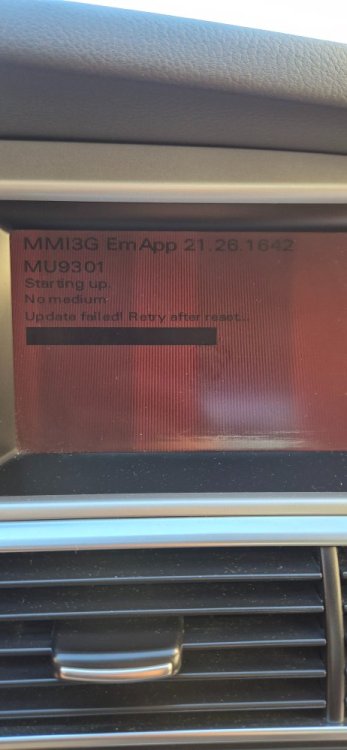 MMI3G EmApp 21.26.1642
MU9301
Starting up.
No medium.
Update failed! Retry after reset...